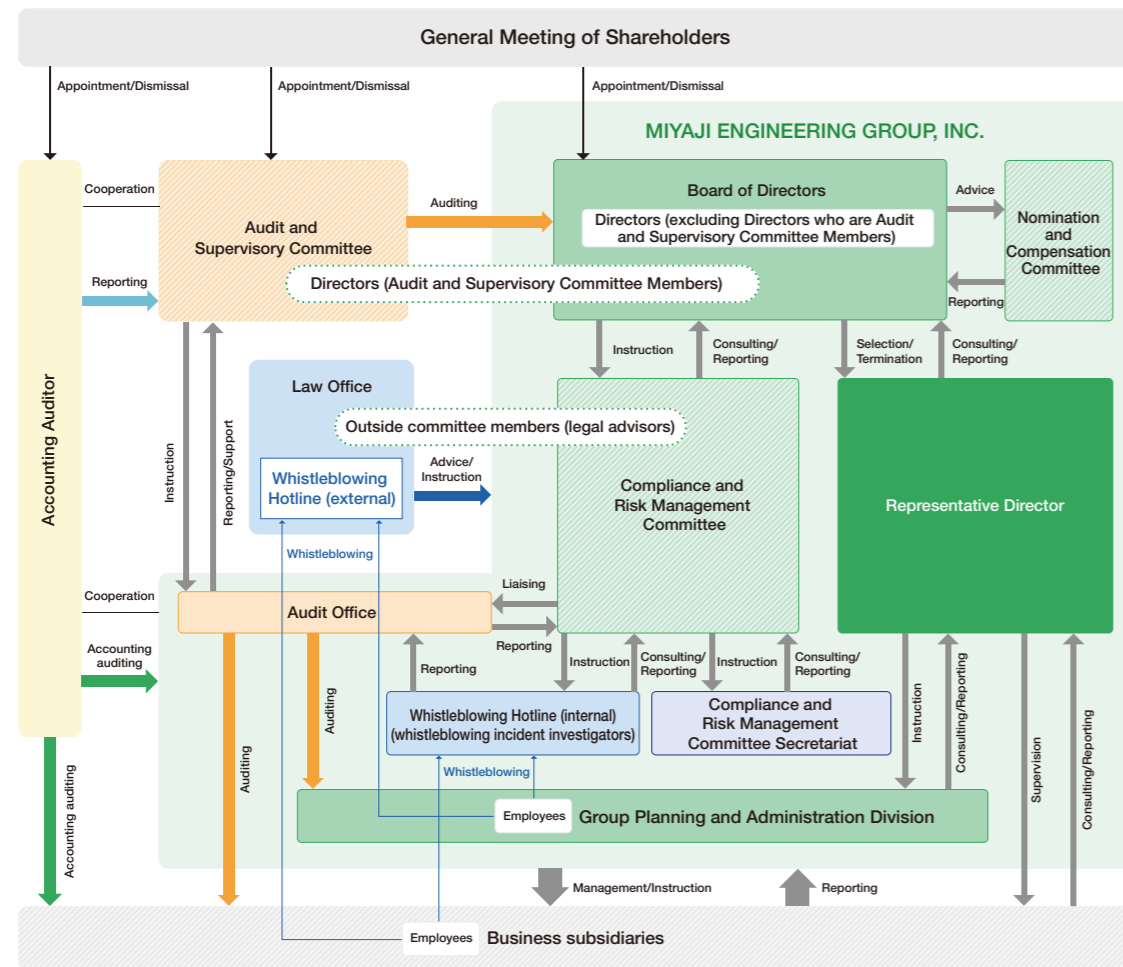 General Meeting of Shareholders
Appointment/Dismissal
Appointment/Dismissal
Appointment/Dismissal
MIYAJI ENGINEERING GROUP, INC.
Accounting Auditor
Cooperation
Reporting
Audit and
Supervisory Committee
Auditing
Board of Directors
Directors (excluding Directors who are Audit
and Supervisory Committee Members)
Directors (Audit and Supervisory Committee Members)
Advice
Reporting
Nomination
and
Compensation
Committee
Instruction
Reporting/Support
Instruction
Consulting/
Reporting
Selection/
Termination
Consulting/
Reporting
Law Office
Outside committee members (legal advisors)
Whistleblowing
Hotline (external)
Advice/
Instruction
Whistleblowing
Compliance and
Risk Management
Committee
Representative Director
Cooperation
Accounting
auditing
Audit Office
Liaising
Reporting
Reporting
Instruction
Consulting/
Reporting
Instruction
Consulting/
Reporting
Whistleblowing Hotline (internal)
(whistleblowing incident investigators)
Compliance and
Risk Management
Committee Secretariat
Whistleblowing
Auditing
Auditing
Accounting auditing
Instruction
Consulting/Reporting
Supervision
Consulting/Reporting
Employees
Group Planning and Administration Division
Management/Instruction
Reporting
Employees
Business subsidiaries